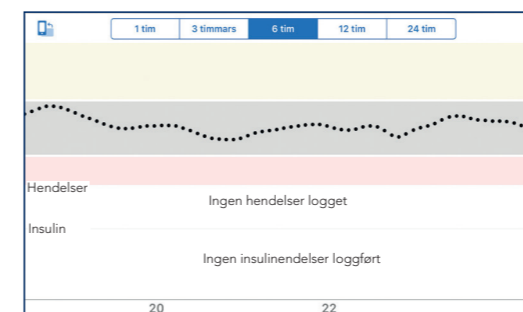 1 tim 3 timmars 6 tim 12 tim 24 tim
Hendelser
Ingen hendelser logget
Insulin
Ingen insulinendelser loggført
20 22